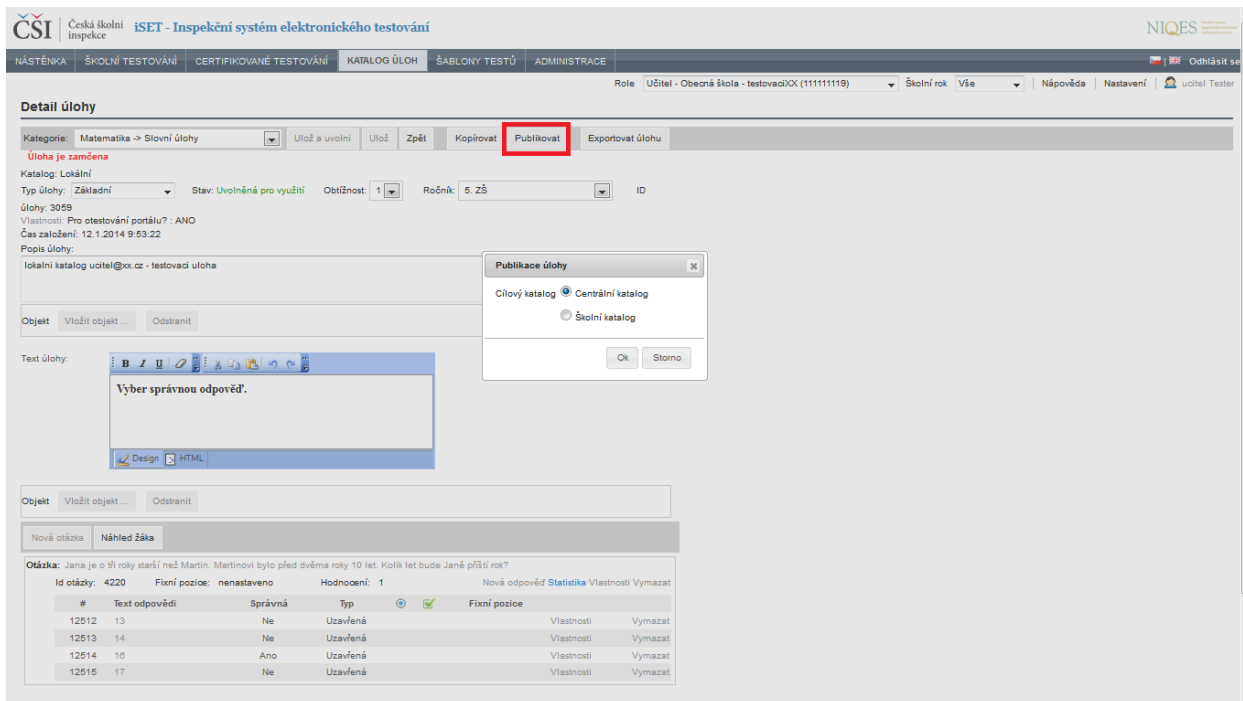 ČŠI Česká školní inspekce iSET - Inspekční systém elektronického testování NIQES
NÁSTĚNKA ŠKOLNÍ TESTOVÁNÍ CERTIFIKOVANÉ TESTOVÁNÍ KATALOG ÚLOH ŠABLONY TESTŮ ADMINISTRACE Odhlásit se
Role Učitel - Obecná škola - testovaciXX (111111119) Školní rok Vše Nápověda Nastavení ucitel Tester
Detail úlohy
Kategorie: Matematika -> Slovní úlohy Ulož a uvolni Ulož Zpět Kopírovat Publikovat Exportovat úlohu
Úloha je zamčena
Katalog: Lokální
Typ úlohy: Základní Stav: Uvolněná pro využití Obtížnost: 1 Ročník: 5. ZŠ ID
úlohy: 3059
Vlastnosti: Pro otestování portálu? : ANO
Čas založení: 12.1.2014 9:53:22
Popis úlohy:
lokalni katalog ucitel@xx.cz - testovaci uloha
Publikace úlohy
Cílový katalog Centrální katalog
Školní katalog
Ok Storno
Objekt Vložit objekt ... Odstranit
Text úlohy:
B I U
Vyber správnou odpověď.
Design HTML
Objekt Vložit objekt ... Odstranit
Nová otázka Náhled žáka
Otázka: Jana je o tři roky starší než Martin. Martinovi bylo před dvěma roky 10 let. Kolik let bude Janě příští rok?
Id otázky: 4220 Fixní pozice: nenastaveno Hodnocení: 1 Nová odpověď Statistika Vlastnosti Vymazat
# Text odpovědi Správná Typ Fixní pozice
12512 13 Ne Uzavřená Vlastnosti Vymazat
12513 14 Ne Uzavřená Vlastnosti Vymazat
12514 16 Ano Uzavřená Vlastnosti Vymazat
12515 17 Ne Uzavřená Vlastnosti Vymazat